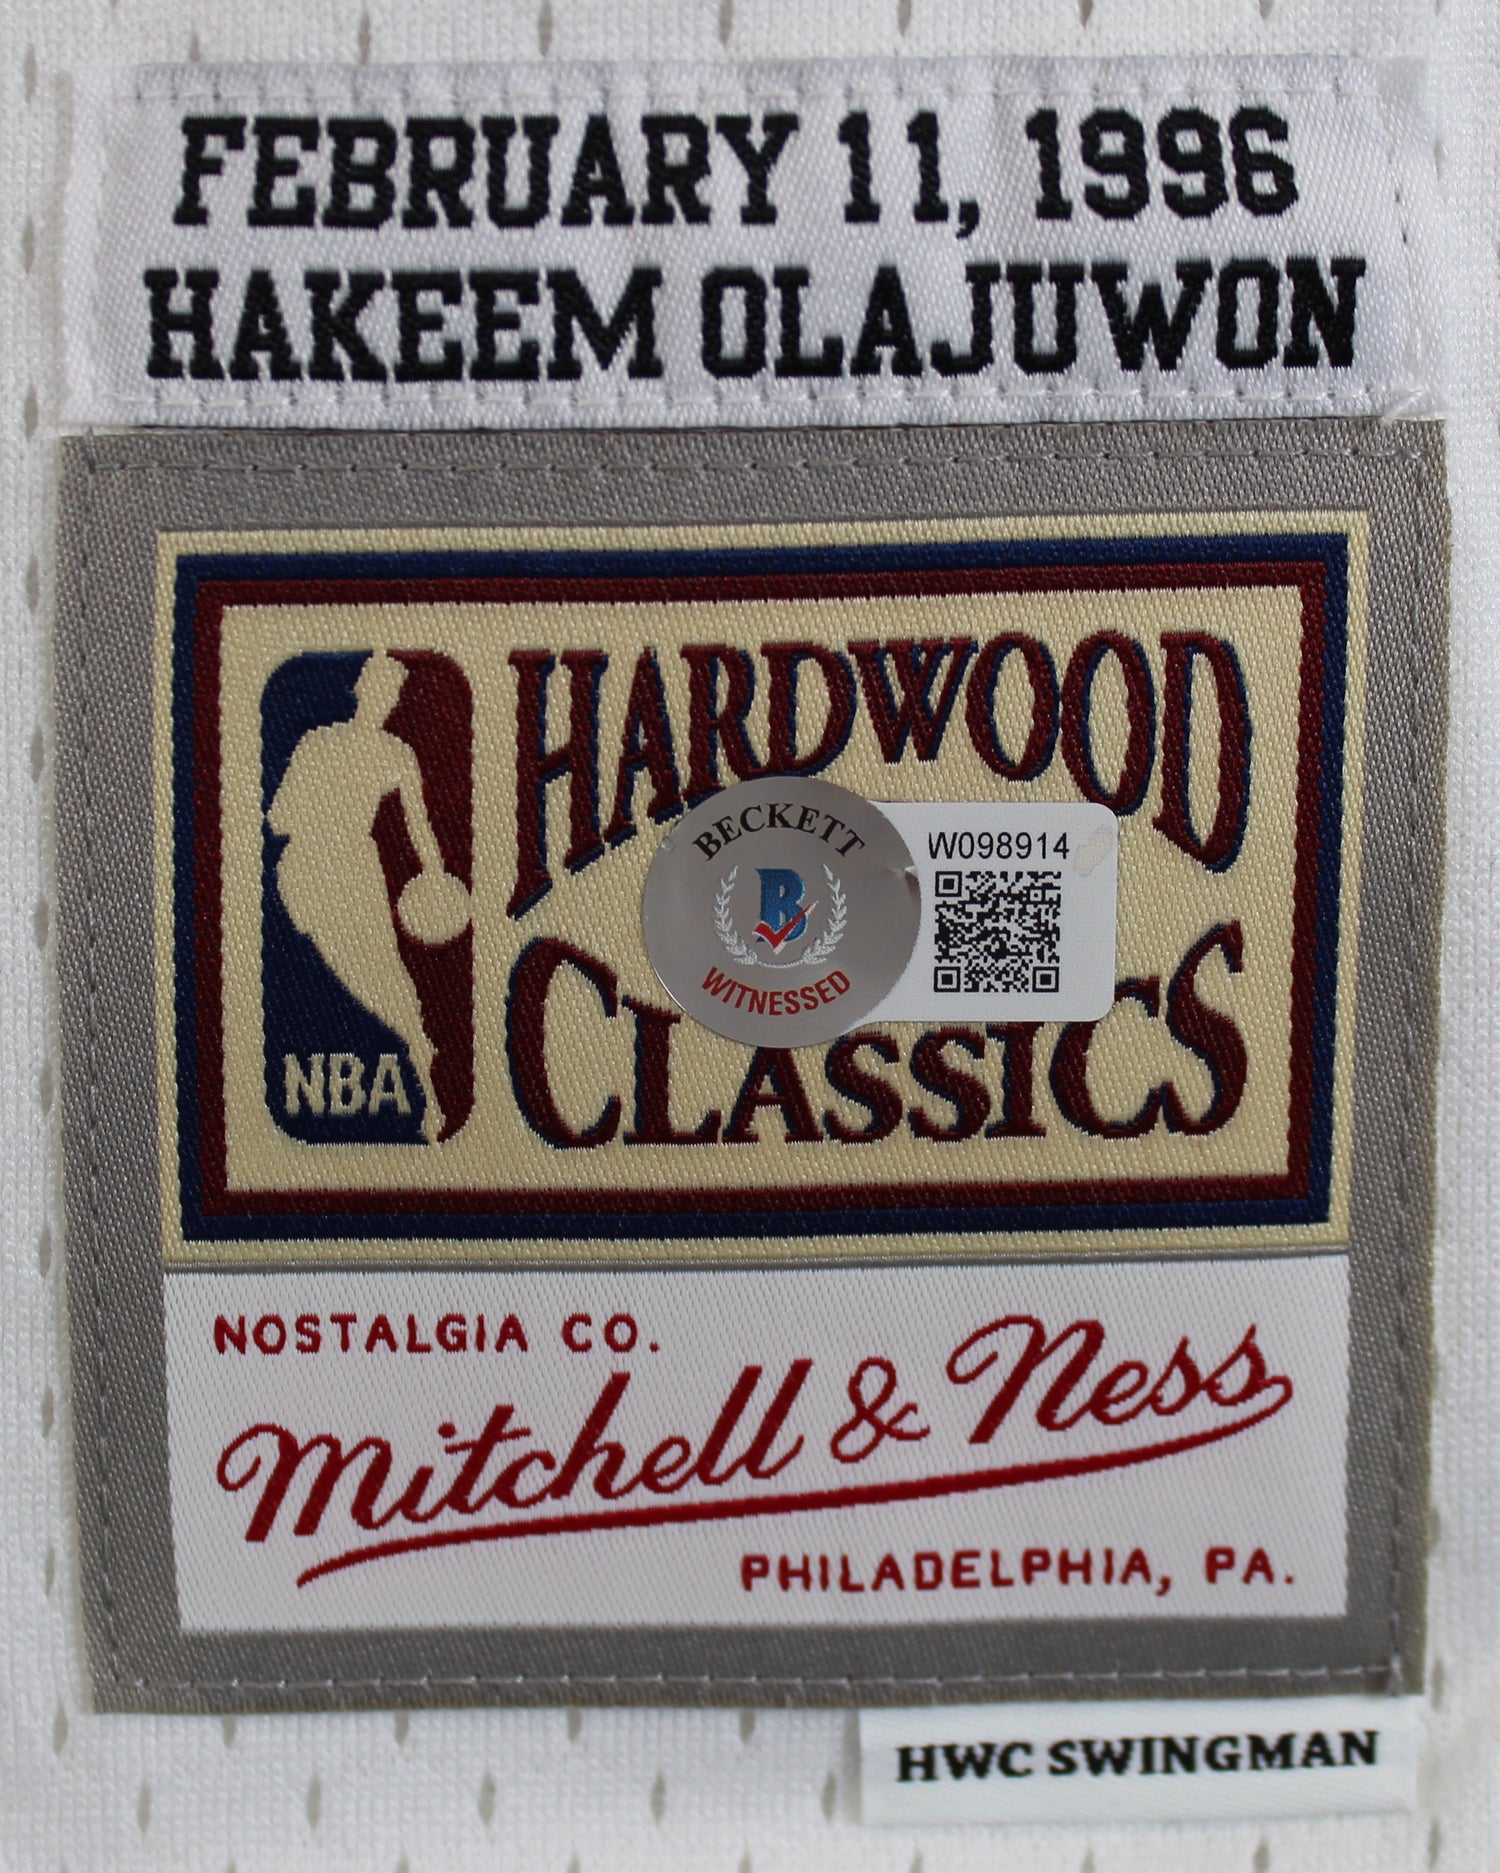 FEBRUARY 11, 1996
HAKEEM OLAJUWON
HARDWOOD
CLASSICS
NBA
BECKETT
B
WITNESSED
W098914
NOSTALGIA CO.
Mitchell & Ness
PHILADELPHIA, PA.
HWC SWINGMAN